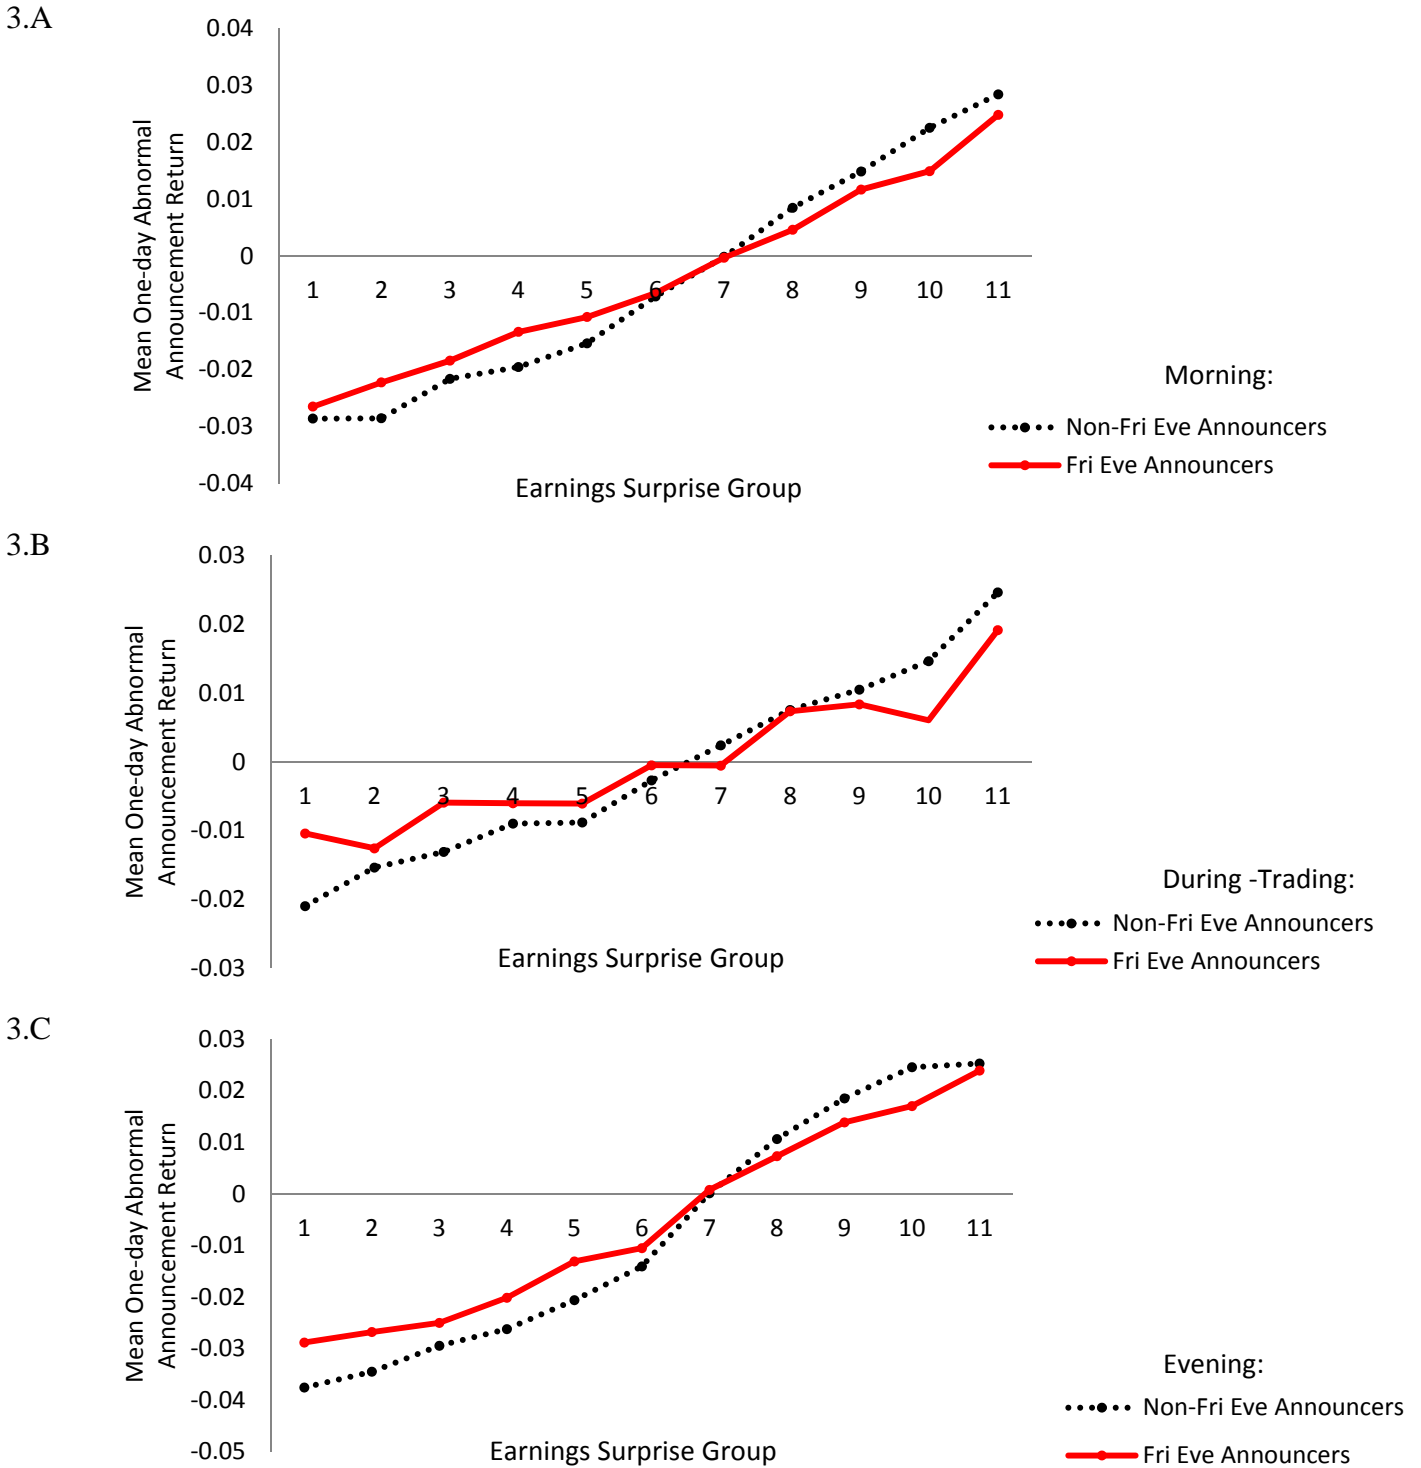 3.A
0.04
0.03
0.02
0.01
0
-0.01
-0.02
-0.03
-0.04
Mean One-day Abnormal
Announcement Return
1 2 3 4 5 6 7 8 9 10 11
Earnings Surprise Group
Morning:
Non-Fri Eve Announcers
Fri Eve Announcers
3.B
0.03
0.02
0.01
0
-0.01
-0.02
-0.03
Mean One-day Abnormal
Announcement Return
1 2 3 4 5 6 7 8 9 10 11
Earnings Surprise Group
During -Trading:
Non-Fri Eve Announcers
Fri Eve Announcers
3.C
0.03
0.02
0.01
0
-0.01
-0.02
-0.03
-0.04
-0.05
Mean One-day Abnormal
Announcement Return
1 2 3 4 5 6 7 8 9 10 11
Earnings Surprise Group
Evening:
Non-Fri Eve Announcers
Fri Eve Announcers